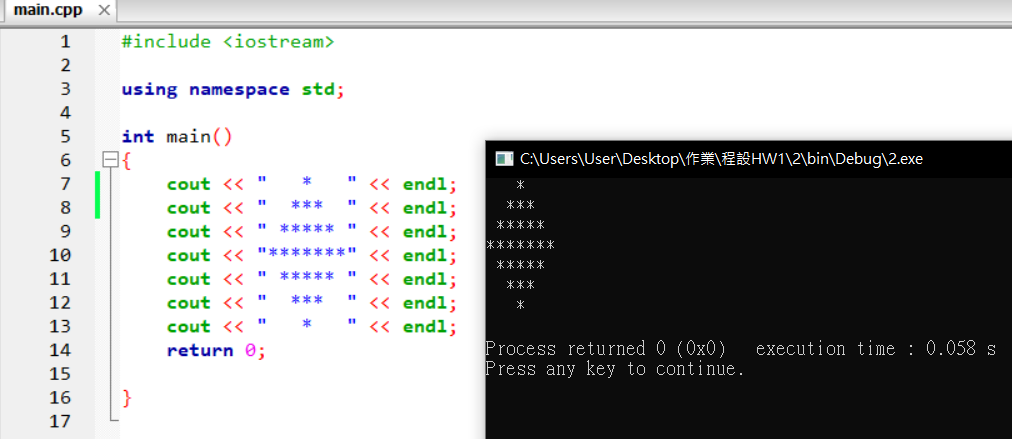 main.cpp ×
1 #include <iostream>
2
3 using namespace std;
4
5 int main()
6 {
7     cout << "   *   " << endl;
8     cout << "  ***  " << endl;
9     cout << " ***** " << endl;
10     cout << "*******" << endl;
11     cout << " ***** " << endl;
12     cout << "  ***  " << endl;
13     cout << "   *   " << endl;
14     return 0;
15
16 }
17
C:\Users\User\Desktop\作業\程設HW1\2\bin\Debug\2.exe
   *
  ***
 *****
*******
 *****
  ***
   *
Process returned 0 (0x0)   execution time : 0.058 s
Press any key to continue.